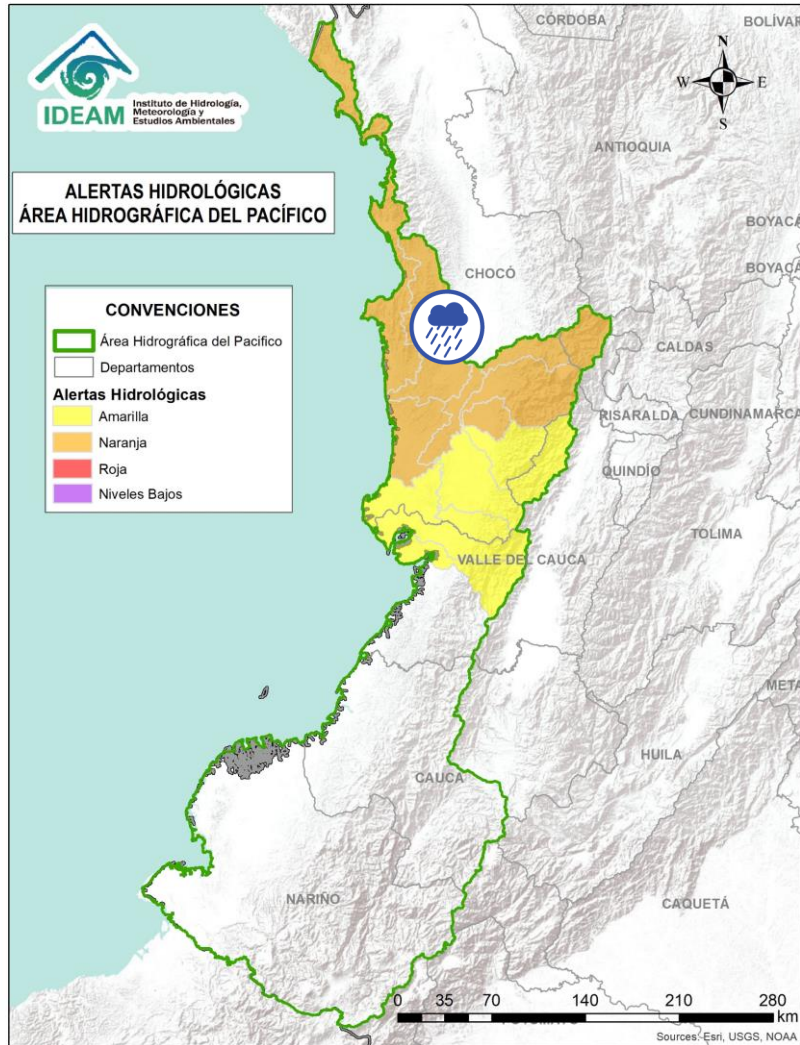 IDEAM
Instituto de Hidrología,
Meteorología y
Estudios Ambientales
ALERTAS HIDROLÓGICAS
ÁREA HIDROGRÁFICA DEL PACÍFICO
CONVENCIONES
Área Hidrográfica del Pacifico
Departamentos
Alertas Hidrológicas
Amarilla
Naranja
Roja
Niveles Bajos
N
W E
S
CÓRDOBA
BOLÍVAR
ANTIOQUIA
BOYACÁ
BOYACÁ
CHOCÓ
CALDAS
RISARALDA
CUNDINAMARCA
QUINDÍO
TOLIMA
VALLE DEL CAUCA
META
HUILA
CAUCA
NARIÑO
CAQUETÁ
0 35 70 140 210 280
km
Sources: Esri, USGS, NOAA